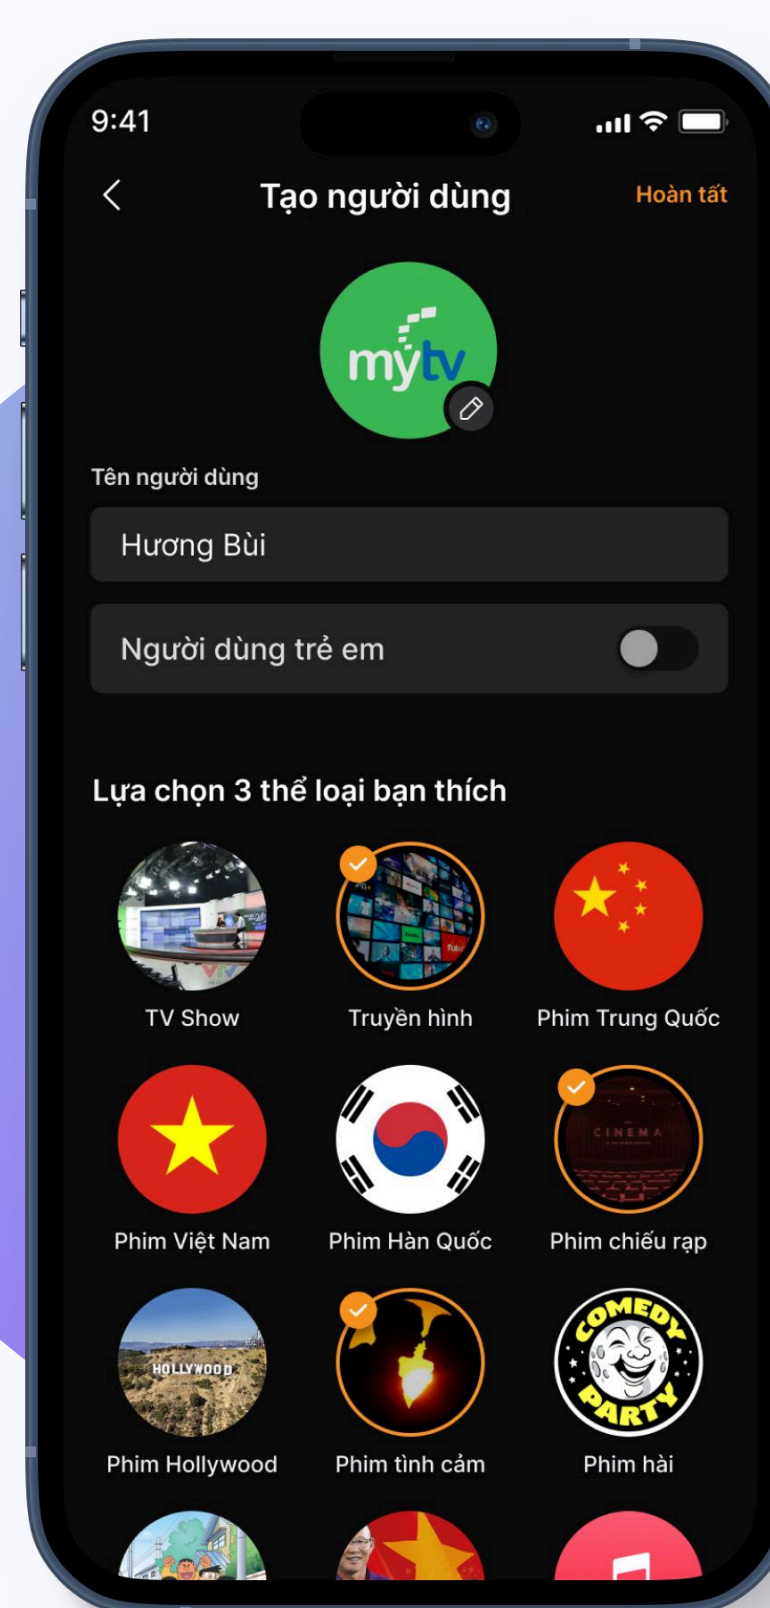 9:41
Tạo người dùng
Hoàn tất
mytv
Tên người dùng
Hương Bùi
Người dùng trẻ em
Lựa chọn 3 thể loại bạn thích
TV Show
Truyền hình
Phim Trung Quốc
CINEMA
Phim Việt Nam
Phim Hàn Quốc
Phim chiếu rạp
HOLLYWOOD
COMEDY
PARTY
Phim Hollywood
Phim tình cảm
Phim hài